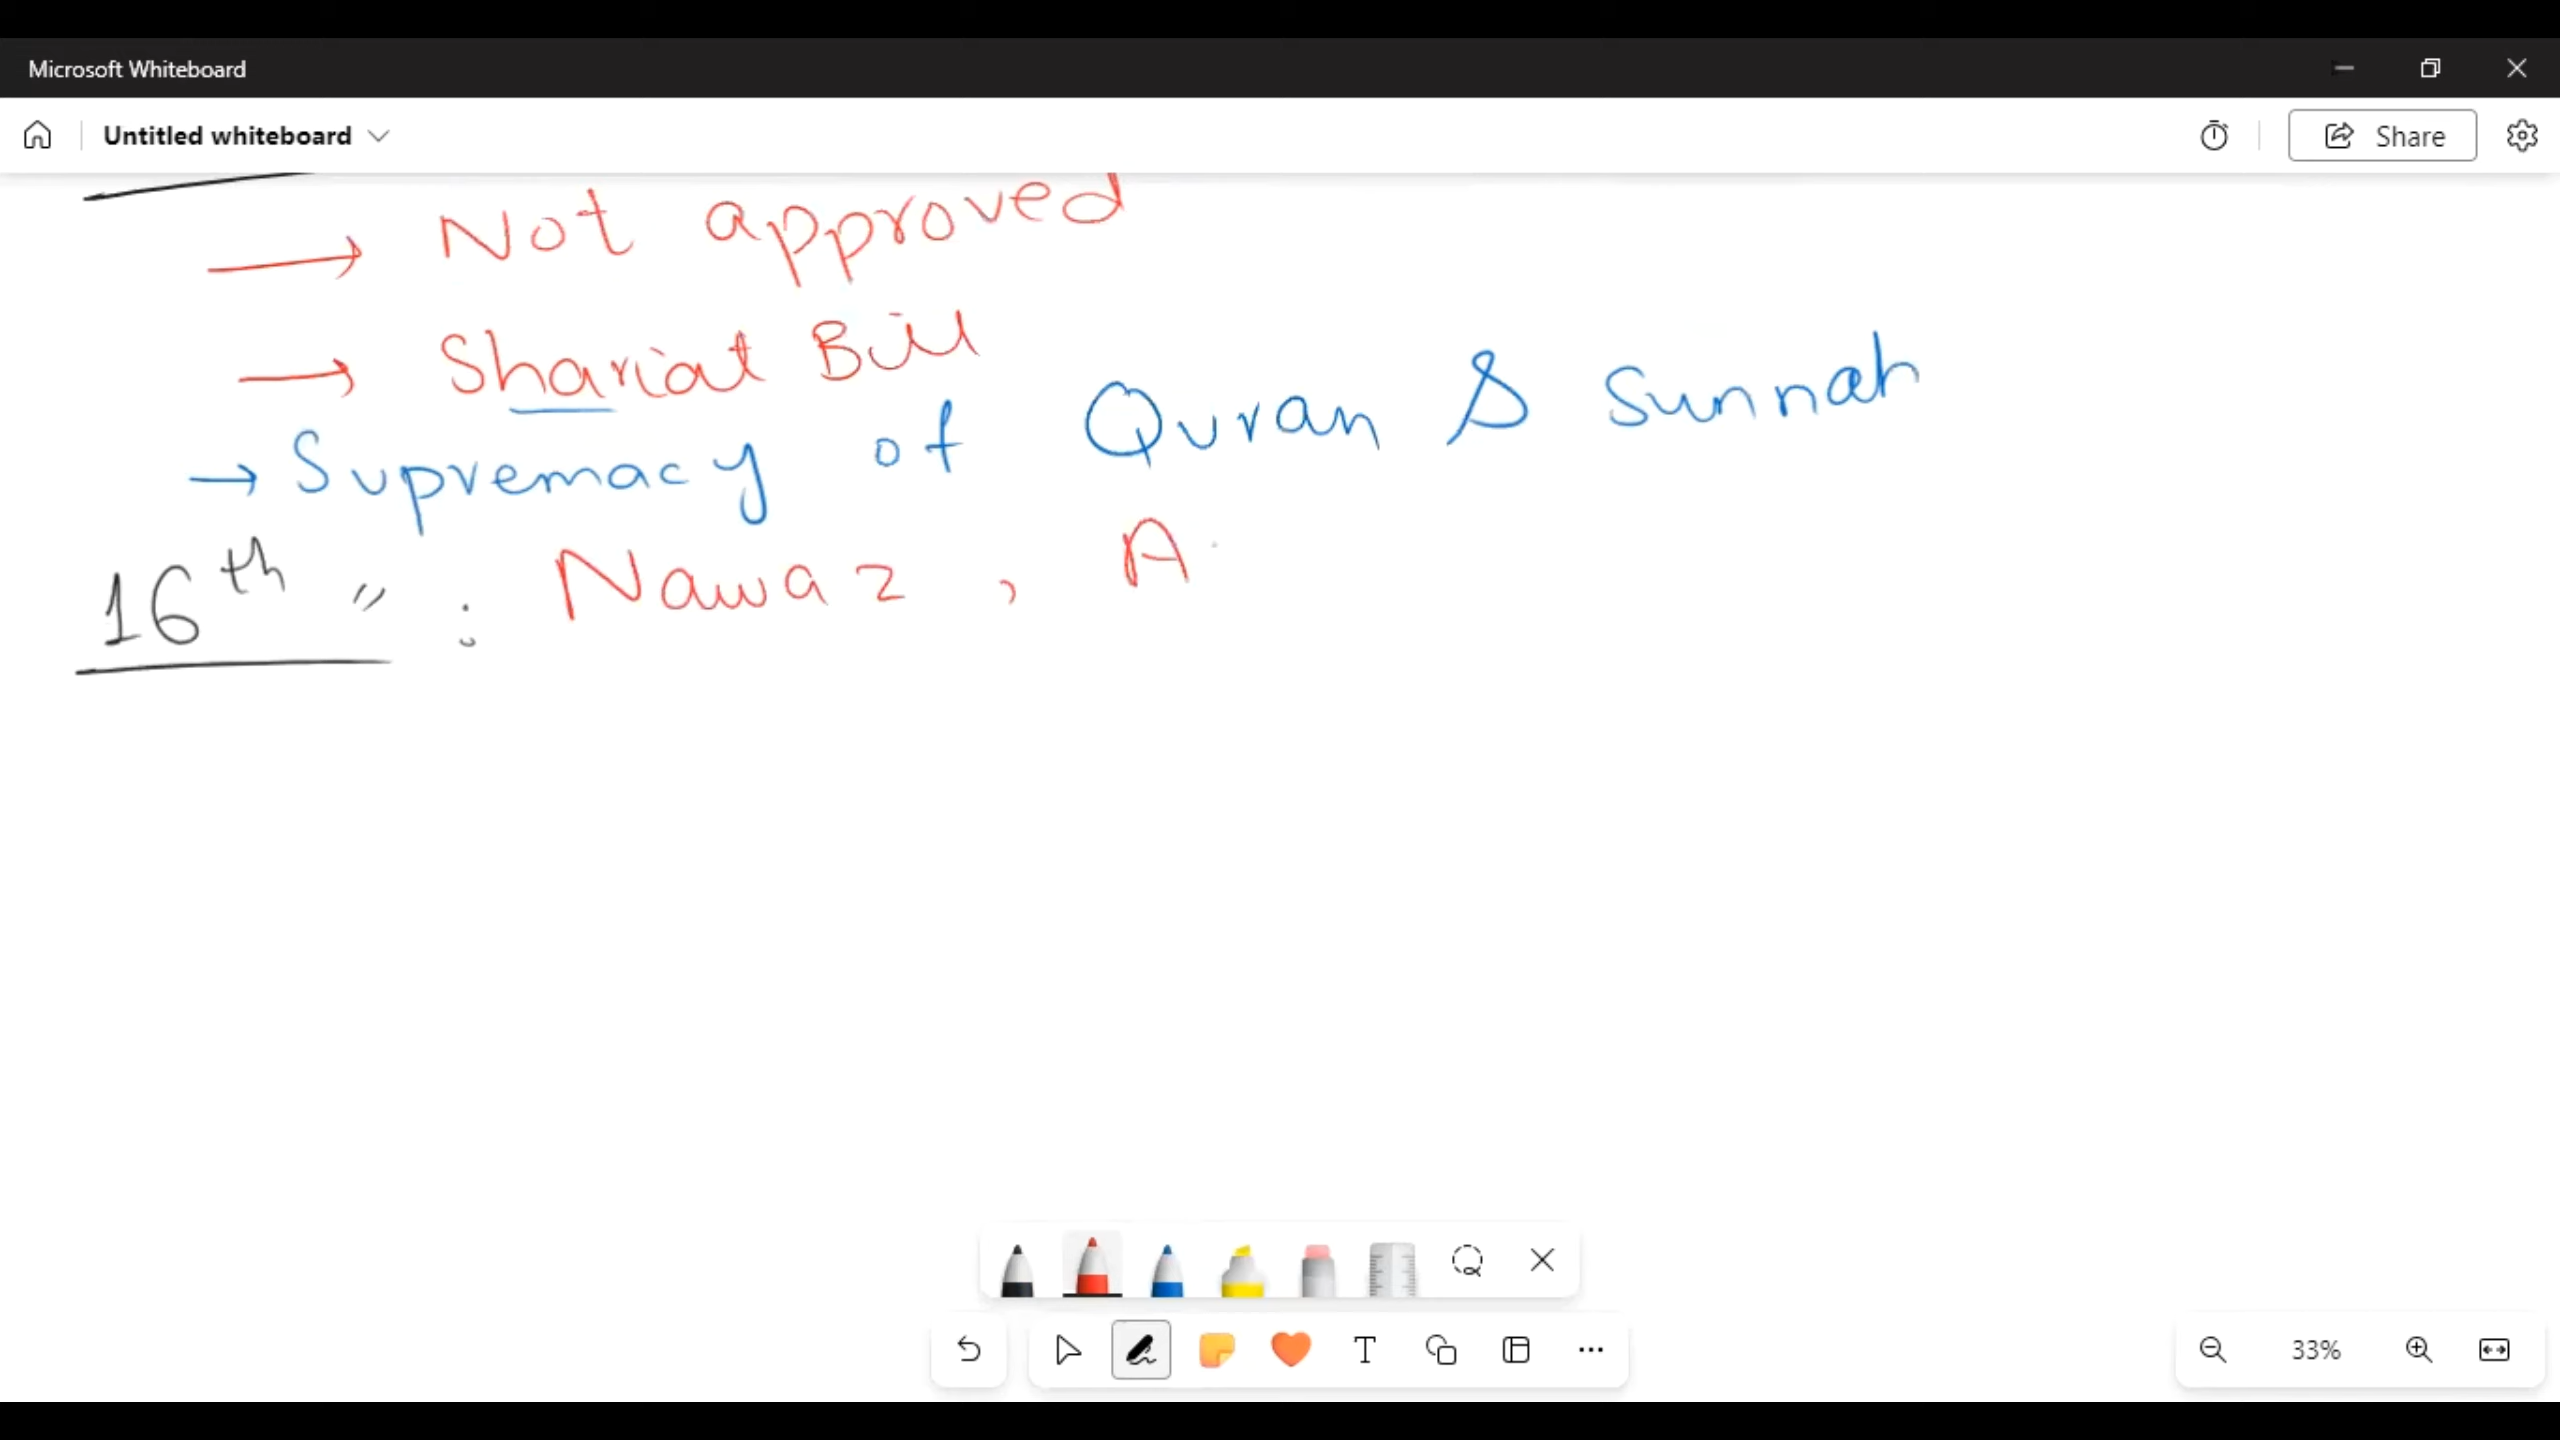 Microsoft Whiteboard
Untitled whiteboard
Share
→ Not approved
→ Shariat Bill
→ Supremacy of Quran & Sunnah
16th " : Nawaz , A
33%